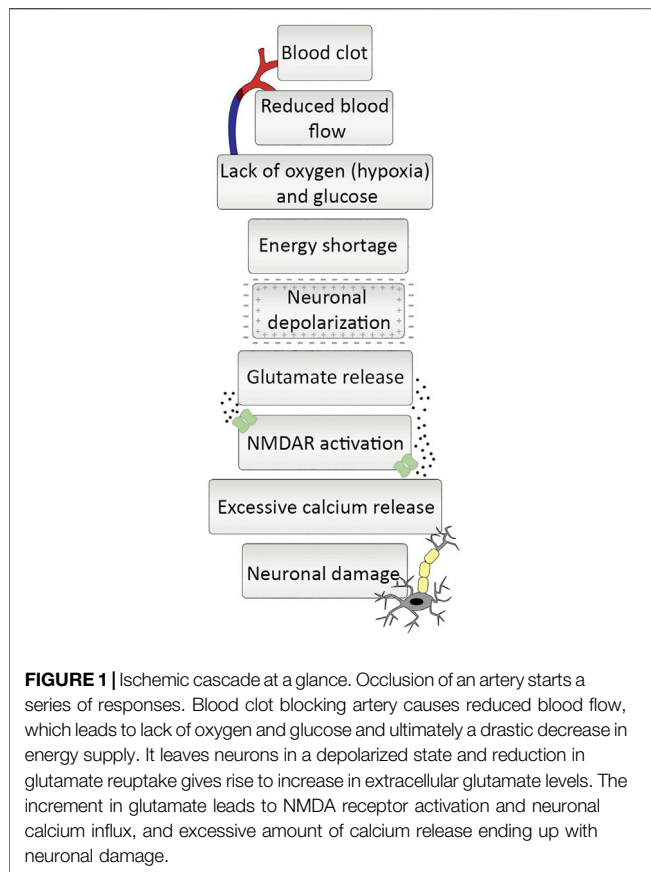 Blood clot
Reduced blood
flow
Lack of oxygen (hypoxia)
and glucose
Energy shortage
Neuronal
depolarization
Glutamate release
NMDAR activation
Excessive calcium release
Neuronal damage
FIGURE 1 | Ischemic cascade at a glance. Occlusion of an artery starts a
series of responses. Blood clot blocking artery causes reduced blood flow,
which leads to lack of oxygen and glucose and ultimately a drastic decrease in
energy supply. It leaves neurons in a depolarized state and reduction in
glutamate reuptake gives rise to increase in extracellular glutamate levels. The
increment in glutamate leads to NMDA receptor activation and neuronal
calcium influx, and excessive amount of calcium release ending up with
neuronal damage.